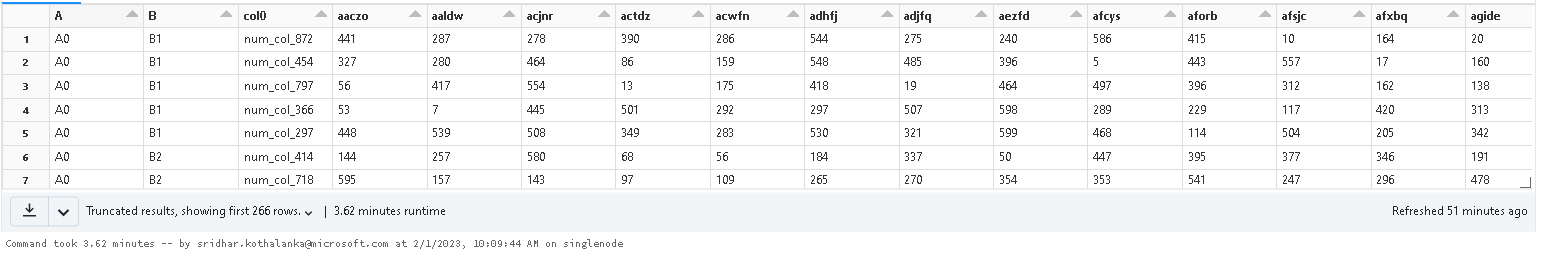 A B col0 aaczo aaldw acjnr actdz acwfn adhfj adjfq aezfd afcys aforb afsjc afxbq agide
1 A0 B1 num_col_872 441 287 278 390 286 544 275 240 586 415 10 164 20
2 A0 B1 num_col_454 327 280 464 86 159 548 485 396 5 443 557 17 160
3 A0 B1 num_col_797 56 417 554 13 175 418 19 464 497 396 312 162 138
4 A0 B1 num_col_366 53 7 445 501 292 297 507 598 289 229 117 420 313
5 A0 B1 num_col_297 448 539 508 349 283 530 321 599 468 114 504 205 342
6 A0 B2 num_col_414 144 257 580 68 56 184 337 50 447 395 377 346 191
7 A0 B2 num_col_718 595 157 143 97 109 265 270 354 353 541 247 296 478
Truncated results, showing first 266 rows. | 3.62 minutes runtime Refreshed 51 minutes ago
Command took 3.62 minutes -- by sridhar.kothalanka@microsoft.com at 2/1/2023, 10:09:44 AM on singlenode